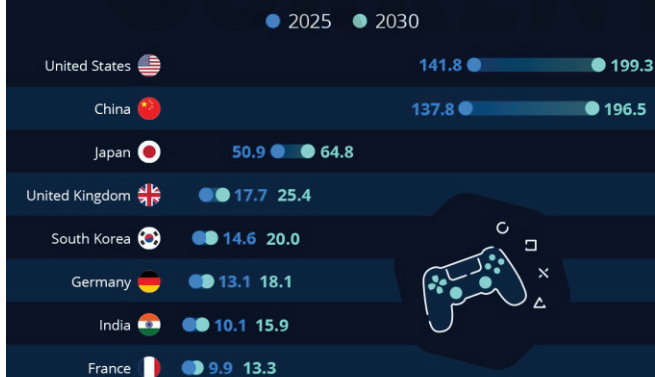 2025 2030
United States 141.8 199.3
China 137.8 196.5
Japan 50.9 64.8
United Kingdom 17.7 25.4
South Korea 14.6 20.0
Germany 13.1 18.1
India 10.1 15.9
France 9.9 13.3